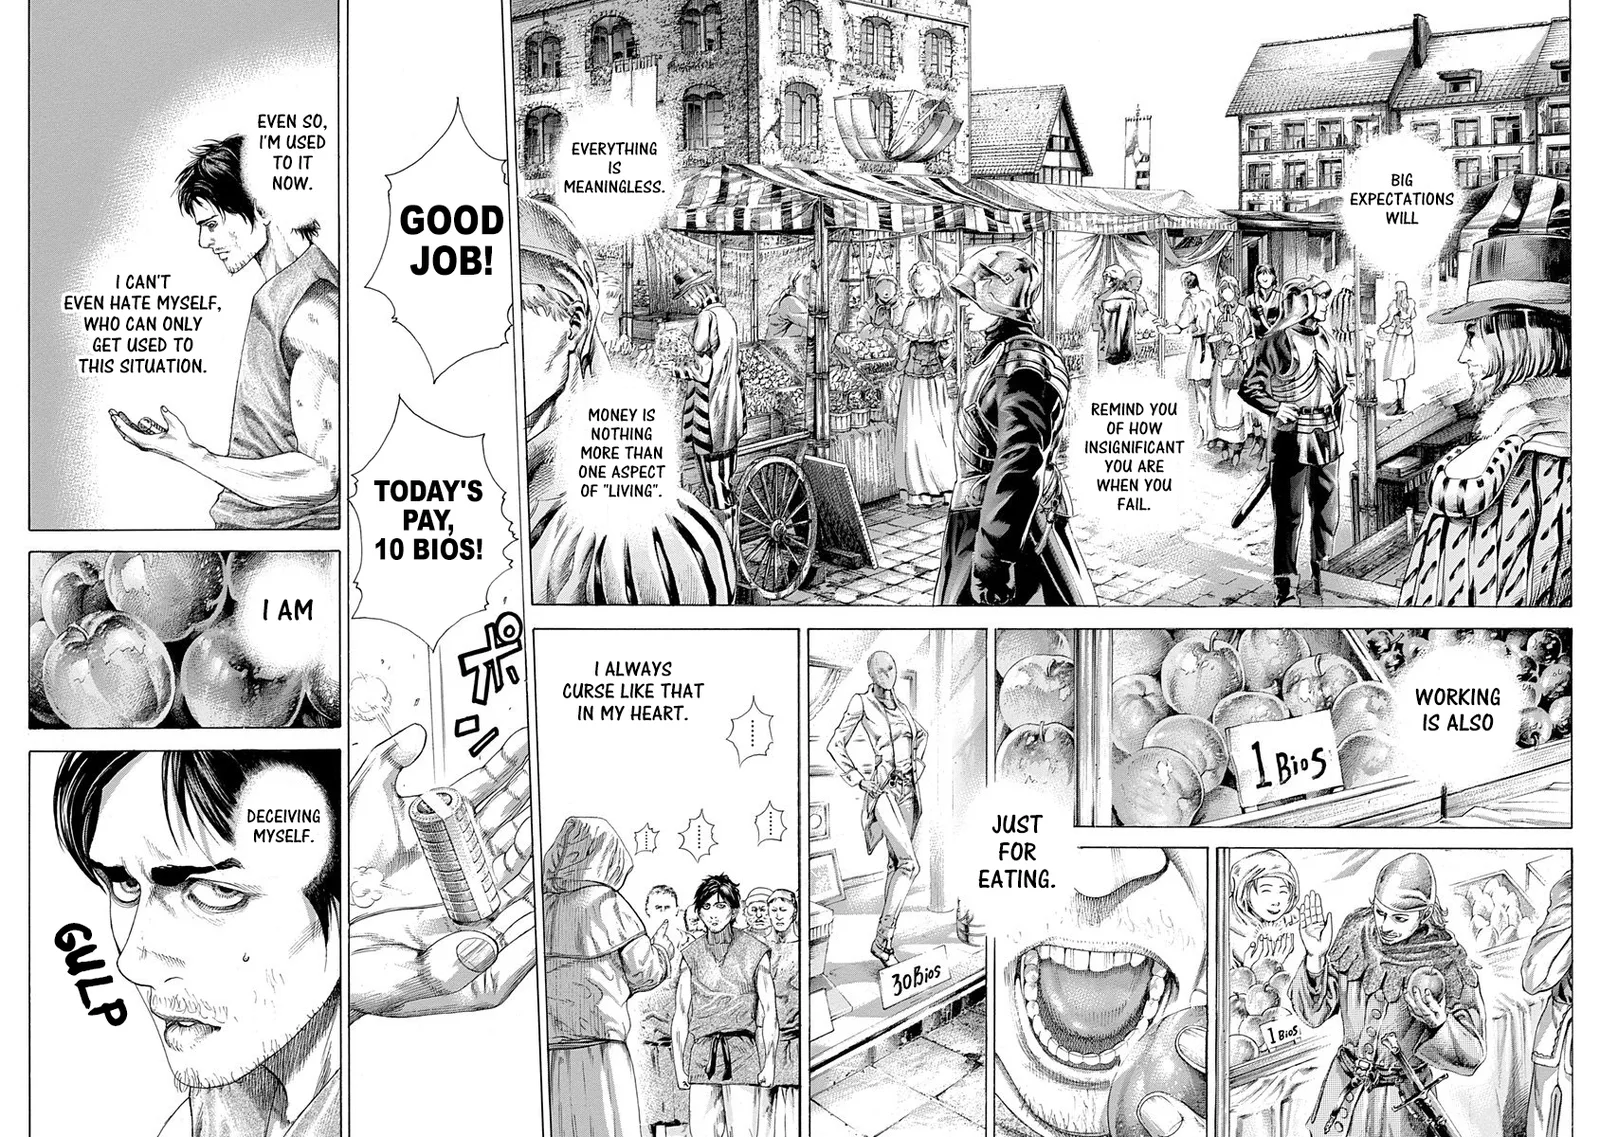 BIG
EXPECTATIONS
WILL
REMIND YOU
OF HOW
INSIGNIFICANT
YOU ARE
WHEN YOU
FAIL.
EVERYTHING
IS
MEANINGLESS.
MONEY IS
NOTHING
MORE THAN
ONE ASPECT
OF "LIVING".
WORKING
IS ALSO
1 Bios
1 Bios
JUST
FOR
EATING.
30 Bios
I ALWAYS
CURSE LIKE THAT
IN MY HEART.
......
......
......
......
GOOD
JOB!
TODAY'S
PAY,
10 BIOS!
ポン
EVEN SO,
I'M USED
TO IT
NOW.
I CAN'T
EVEN HATE MYSELF,
WHO CAN ONLY
GET USED TO
THIS SITUATION.
I AM
DECEIVING
MYSELF.
GULP